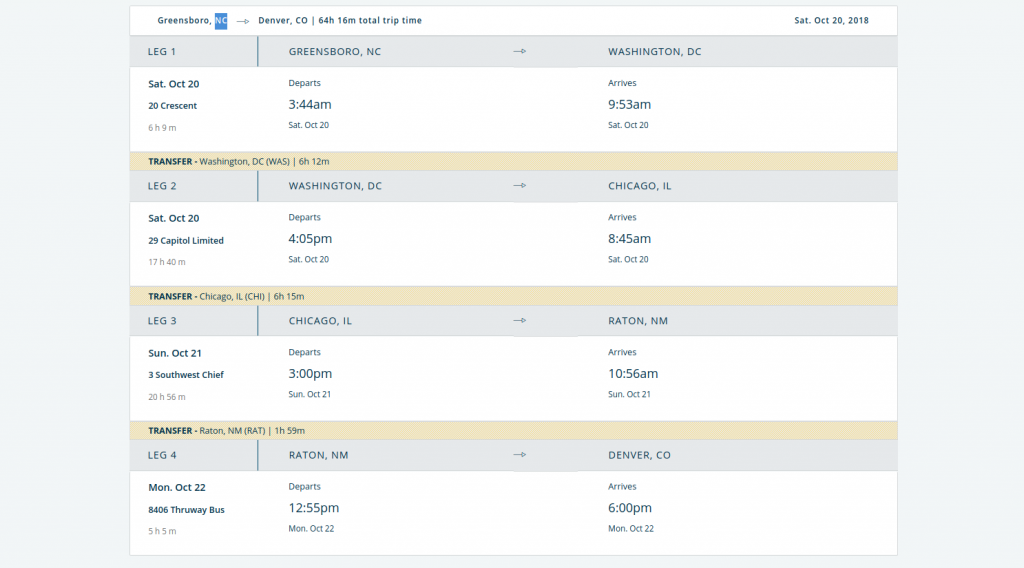 Greensboro, NC Denver, CO | 64h 16m total trip time Sat. Oct 20, 2018
LEG 1 GREENSBORO, NC WASHINGTON, DC
Sat. Oct 20 Departs Arrives
20 Crescent 3:44am 9:53am
6 h 9 m Sat. Oct 20 Sat. Oct 20
TRANSFER - Washington, DC (WAS) | 6h 12m
LEG 2 WASHINGTON, DC CHICAGO, IL
Sat. Oct 20 Departs Arrives
29 Capitol Limited 4:05pm 8:45am
17 h 40 m Sat. Oct 20 Sat. Oct 20
TRANSFER - Chicago, IL (CHI) | 6h 15m
LEG 3 CHICAGO, IL RATON, NM
Sun. Oct 21 Departs Arrives
3 Southwest Chief 3:00pm 10:56am
20 h 56 m Sun. Oct 21 Sun. Oct 21
TRANSFER - Raton, NM (RAT) | 1h 59m
LEG 4 RATON, NM DENVER, CO
Mon. Oct 22 Departs Arrives
8406 Thruway Bus 12:55pm 6:00pm
5 h 5 m Mon. Oct 22 Mon. Oct 22